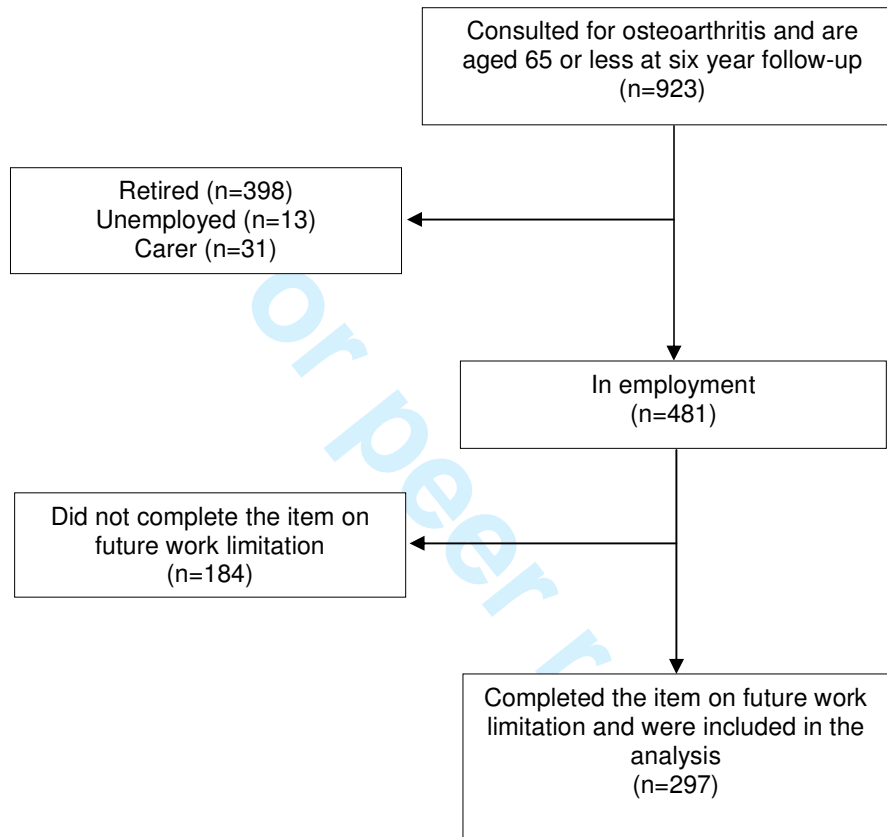 Consulted for osteoarthritis and are
aged 65 or less at six year follow-up
(n=923)
Retired (n=398)
Unemployed (n=13)
Carer (n=31)
In employment
(n=481)
Did not complete the item on
future work limitation
(n=184)
Completed the item on future work
limitation and were included in the
analysis
(n=297)
or peer r